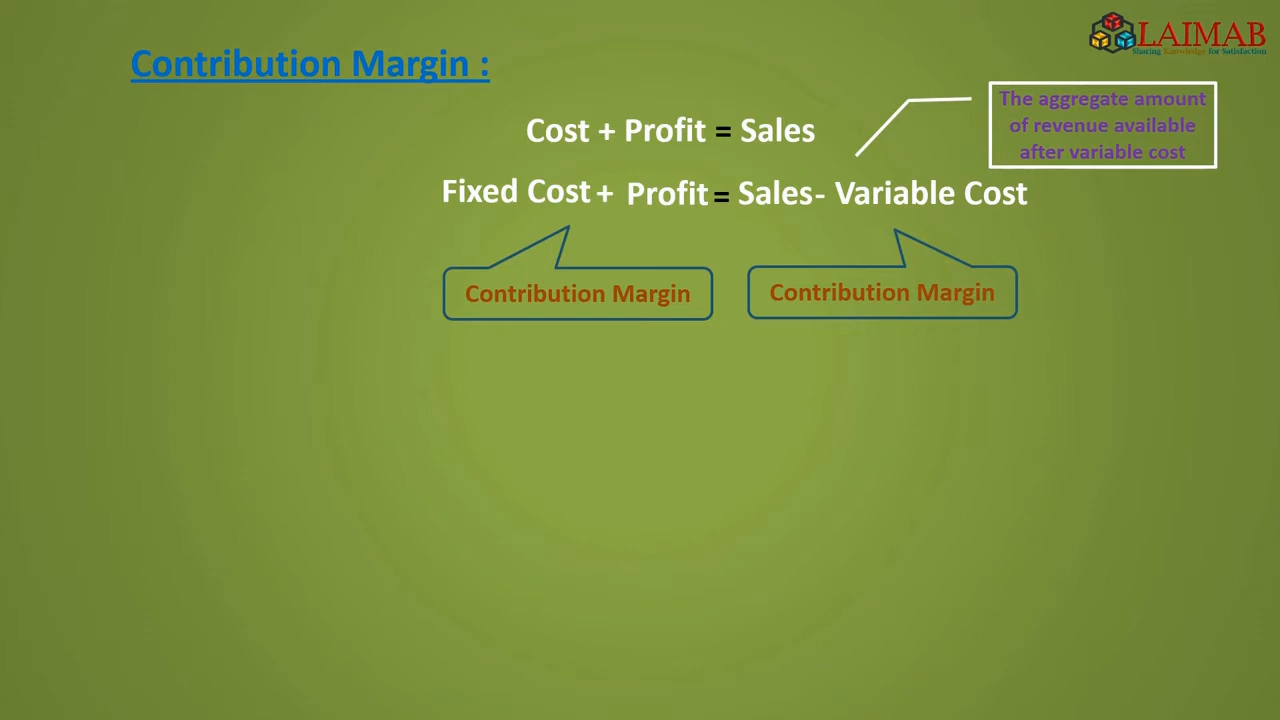 LAIMAB
Sharing Knowledge for Satisfaction
Contribution Margin :
The aggregate amount
of revenue available
after variable cost
Cost + Profit = Sales
Fixed Cost + Profit = Sales - Variable Cost
Contribution Margin
Contribution Margin